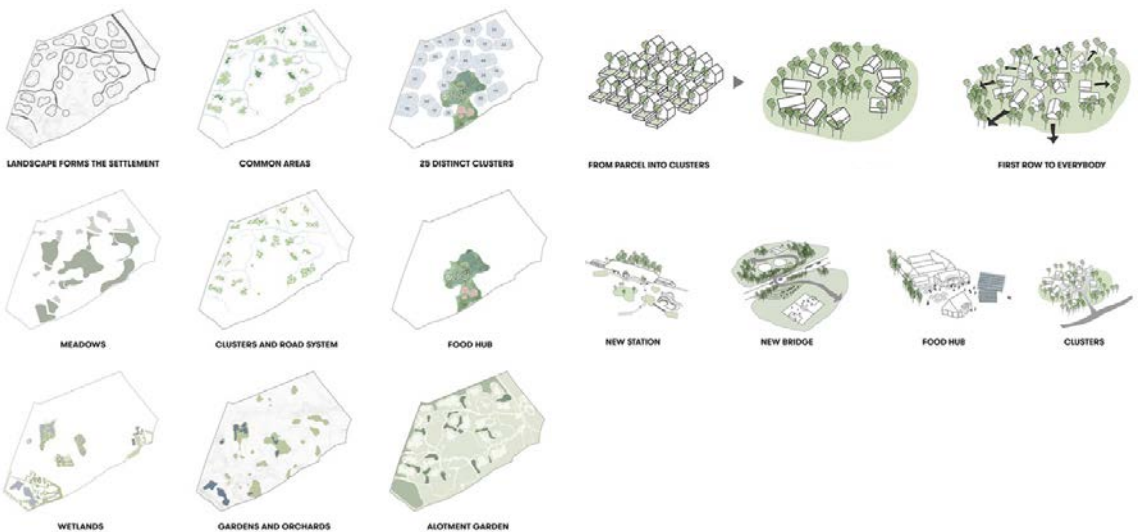 LANDSCAPE FORMS THE SETTLEMENT
COMMON AREAS
25 DISTINCT CLUSTERS
FROM PARCEL INTO CLUSTERS
FIRST ROW TO EVERYBODY
MEADOWS
CLUSTERS AND ROAD SYSTEM
FOOD HUB
NEW STATION
NEW BRIDGE
FOOD HUB
CLUSTERS
WETLANDS
GARDENS AND ORCHARDS
ALOTMENT GARDEN